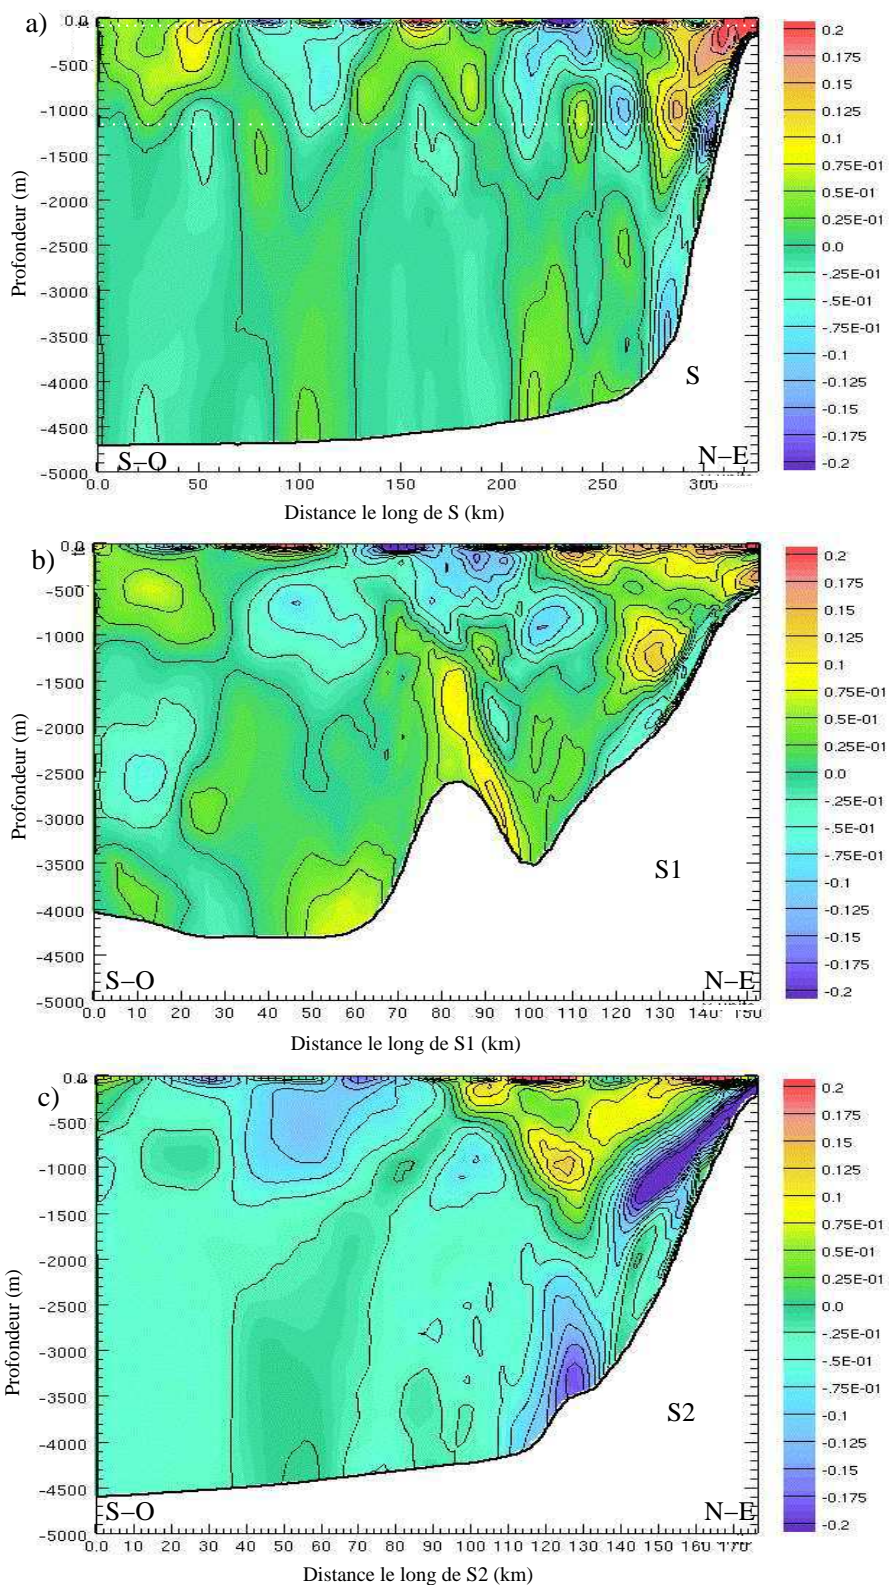 a)
Profondeur (m)
0.0
-500
-1000
-1500
-2000
-2500
-3000
-3500
-4000
-4500
-5000
S
S–O
N–E
0.0 50 100 150 200 250 300
Distance le long de S (km)
0.2
0.175
0.15
0.125
0.1
0.75E-01
0.5E-01
0.25E-01
0.0
-.25E-01
-.5E-01
-.75E-01
-0.1
-0.125
-0.15
-0.175
-0.2
b)
Profondeur (m)
0.0
-500
-1000
-1500
-2000
-2500
-3000
-3500
-4000
-4500
-5000
S1
S–O
N–E
0.0 10 20 30 40 50 60 70 80 90 100 110 120 130 140 150
Distance le long de S1 (km)
0.2
0.175
0.15
0.125
0.1
0.75E-01
0.5E-01
0.25E-01
0.0
-.25E-01
-.5E-01
-.75E-01
-0.1
-0.125
-0.15
-0.175
-0.2
c)
Profondeur (m)
0.0
-500
-1000
-1500
-2000
-2500
-3000
-3500
-4000
-4500
-5000
S2
S–O
N–E
0.0 10 20 30 40 50 60 70 80 90 100 110 120 130 140 150 170
Distance le long de S2 (km)
0.2
0.175
0.15
0.125
0.1
0.75E-01
0.5E-01
0.25E-01
0.0
-.25E-01
-.5E-01
-.75E-01
-0.1
-0.125
-0.15
-0.175
-0.2